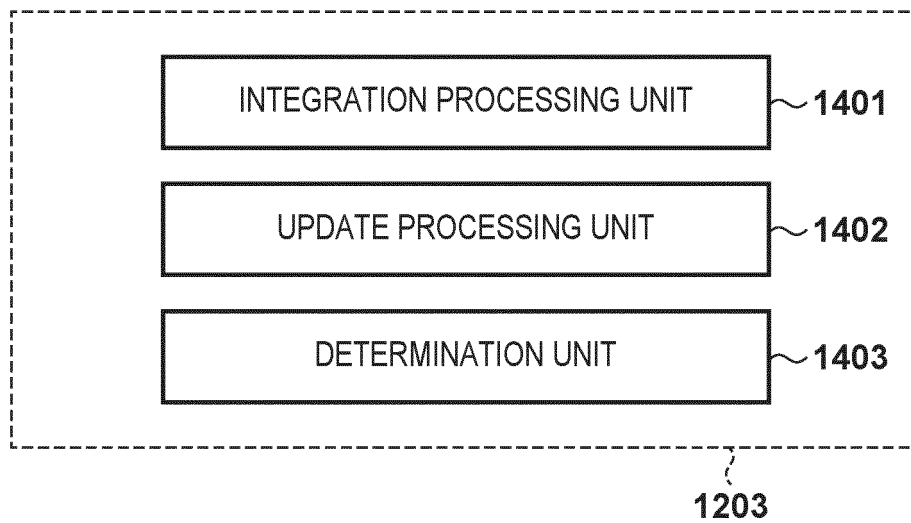 INTEGRATION PROCESSING UNIT
1401
UPDATE PROCESSING UNIT
1402
DETERMINATION UNIT
1403
1203